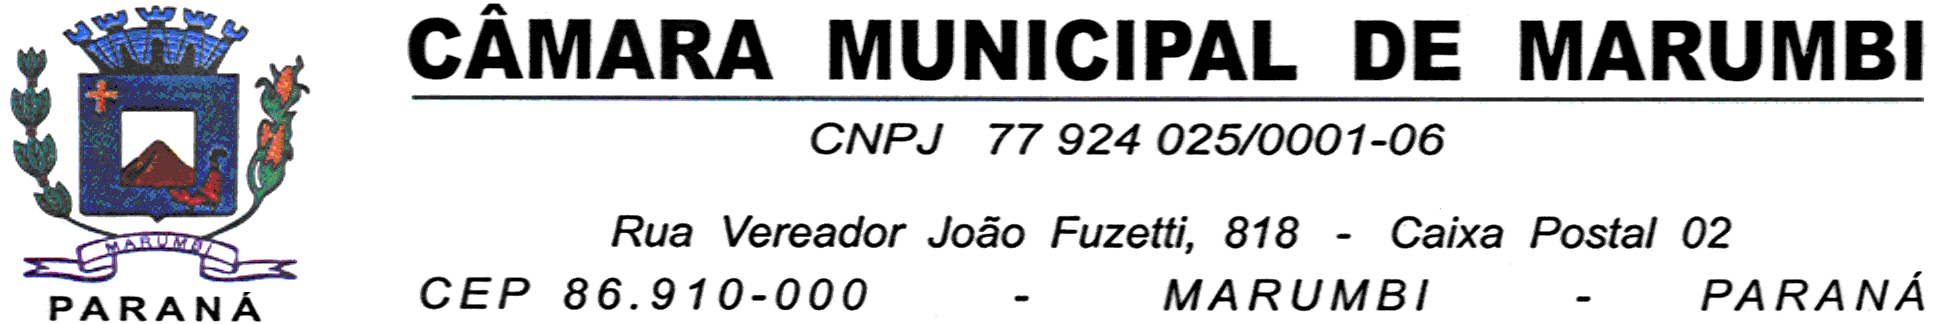 CÂMARA MUNICIPAL DE MARUMBI
CNPJ 77 924 025/0001-06
Rua Vereador João Fuzetti, 818 - Caixa Postal 02
CEP 86.910-000 - MARUMBI - PARANÁ
MARUMBI
PARANÁ